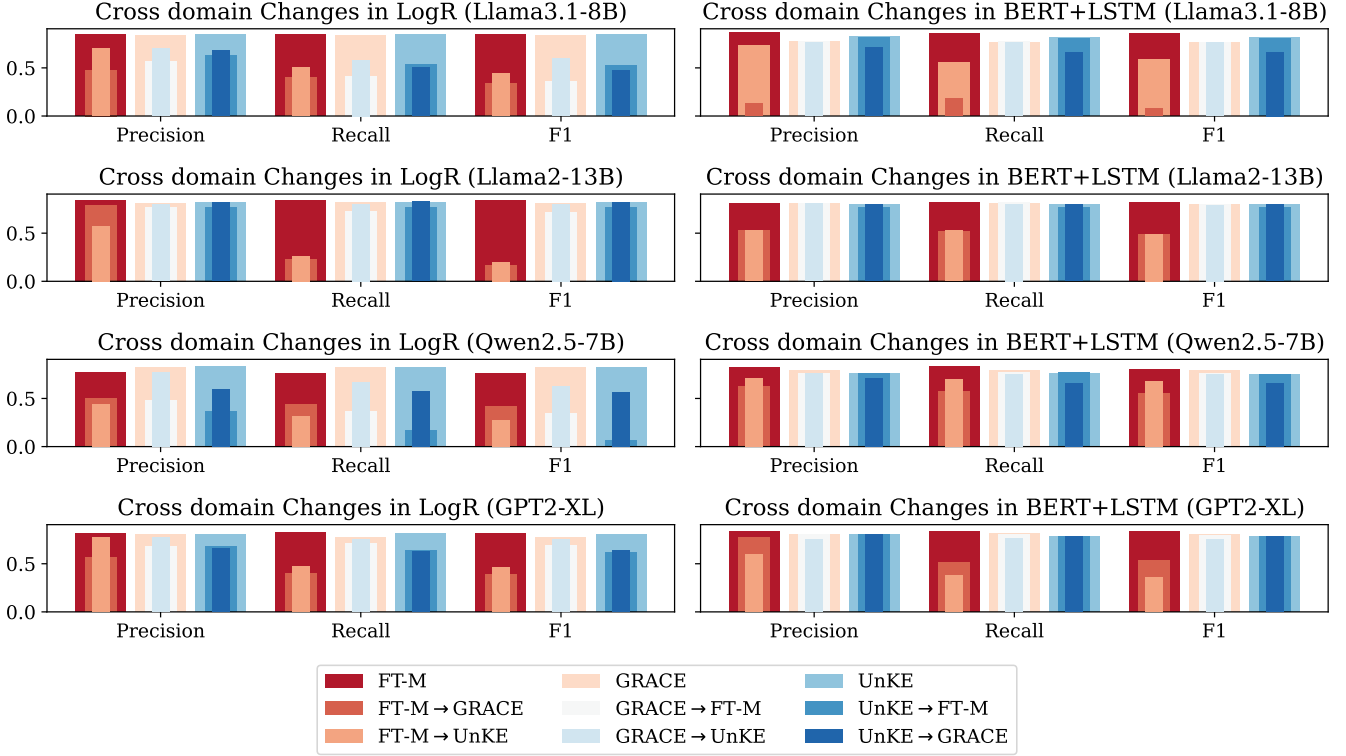 Cross domain Changes in LogR (Llama3.1-8B)
0.5
0.0
Precision
Recall
F1
Cross domain Changes in BERT+LSTM (Llama3.1-8B)
Precision
Recall
F1
Cross domain Changes in LogR (Llama2-13B)
0.5
0.0
Precision
Recall
F1
Cross domain Changes in BERT+LSTM (Llama2-13B)
Precision
Recall
F1
Cross domain Changes in LogR (Qwen2.5-7B)
0.5
0.0
Precision
Recall
F1
Cross domain Changes in BERT+LSTM (Qwen2.5-7B)
Precision
Recall
F1
Cross domain Changes in LogR (GPT2-XL)
0.5
0.0
Precision
Recall
F1
Cross domain Changes in BERT+LSTM (GPT2-XL)
Precision
Recall
F1
FT-M
FT-M→GRACE
FT-M→UnKE
GRACE
GRACE→FT-M
GRACE→UnKE
UnKE
UnKE→FT-M
UnKE→GRACE